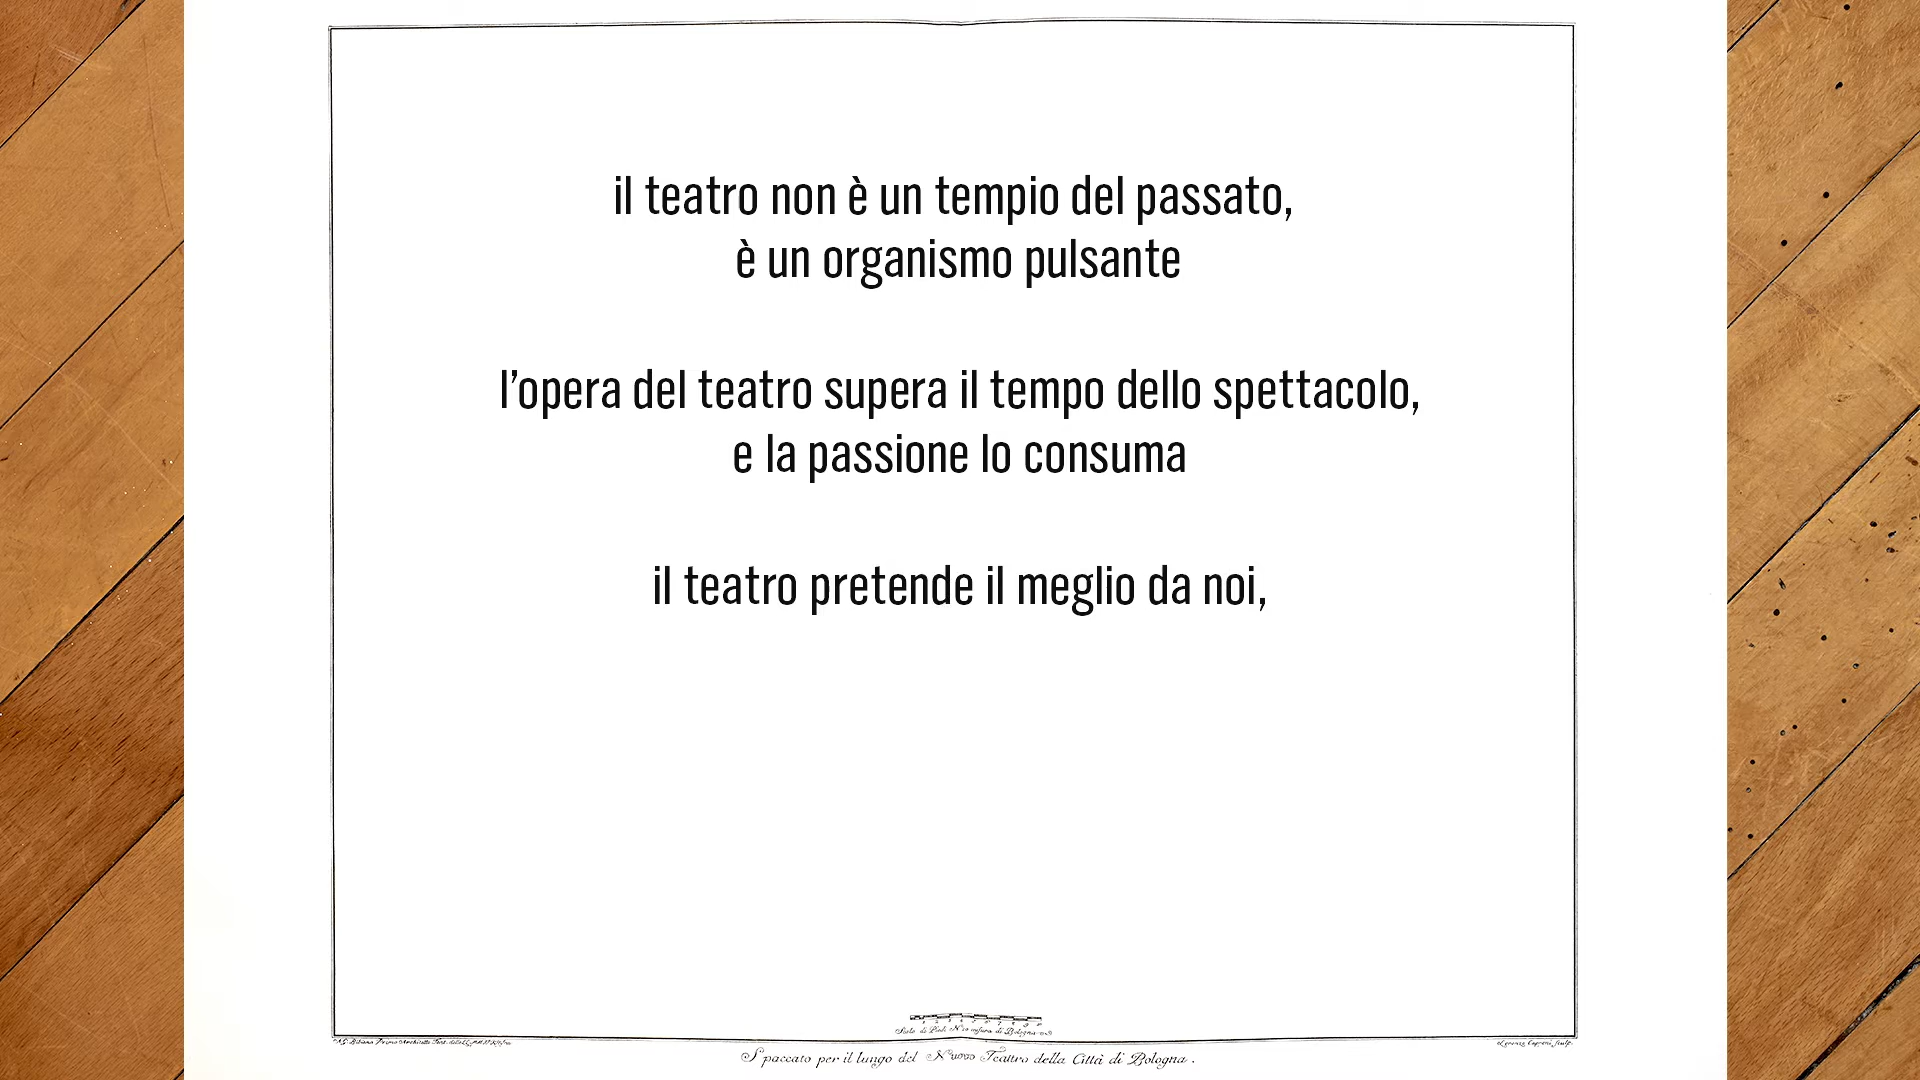 il teatro non è un tempio del passato,
è un organismo pulsante
l’opera del teatro supera il tempo dello spettacolo,
e la passione lo consuma
il teatro pretende il meglio da noi,
Spaccato per il lungo del Nuovo Teattro della Città di Bologna .